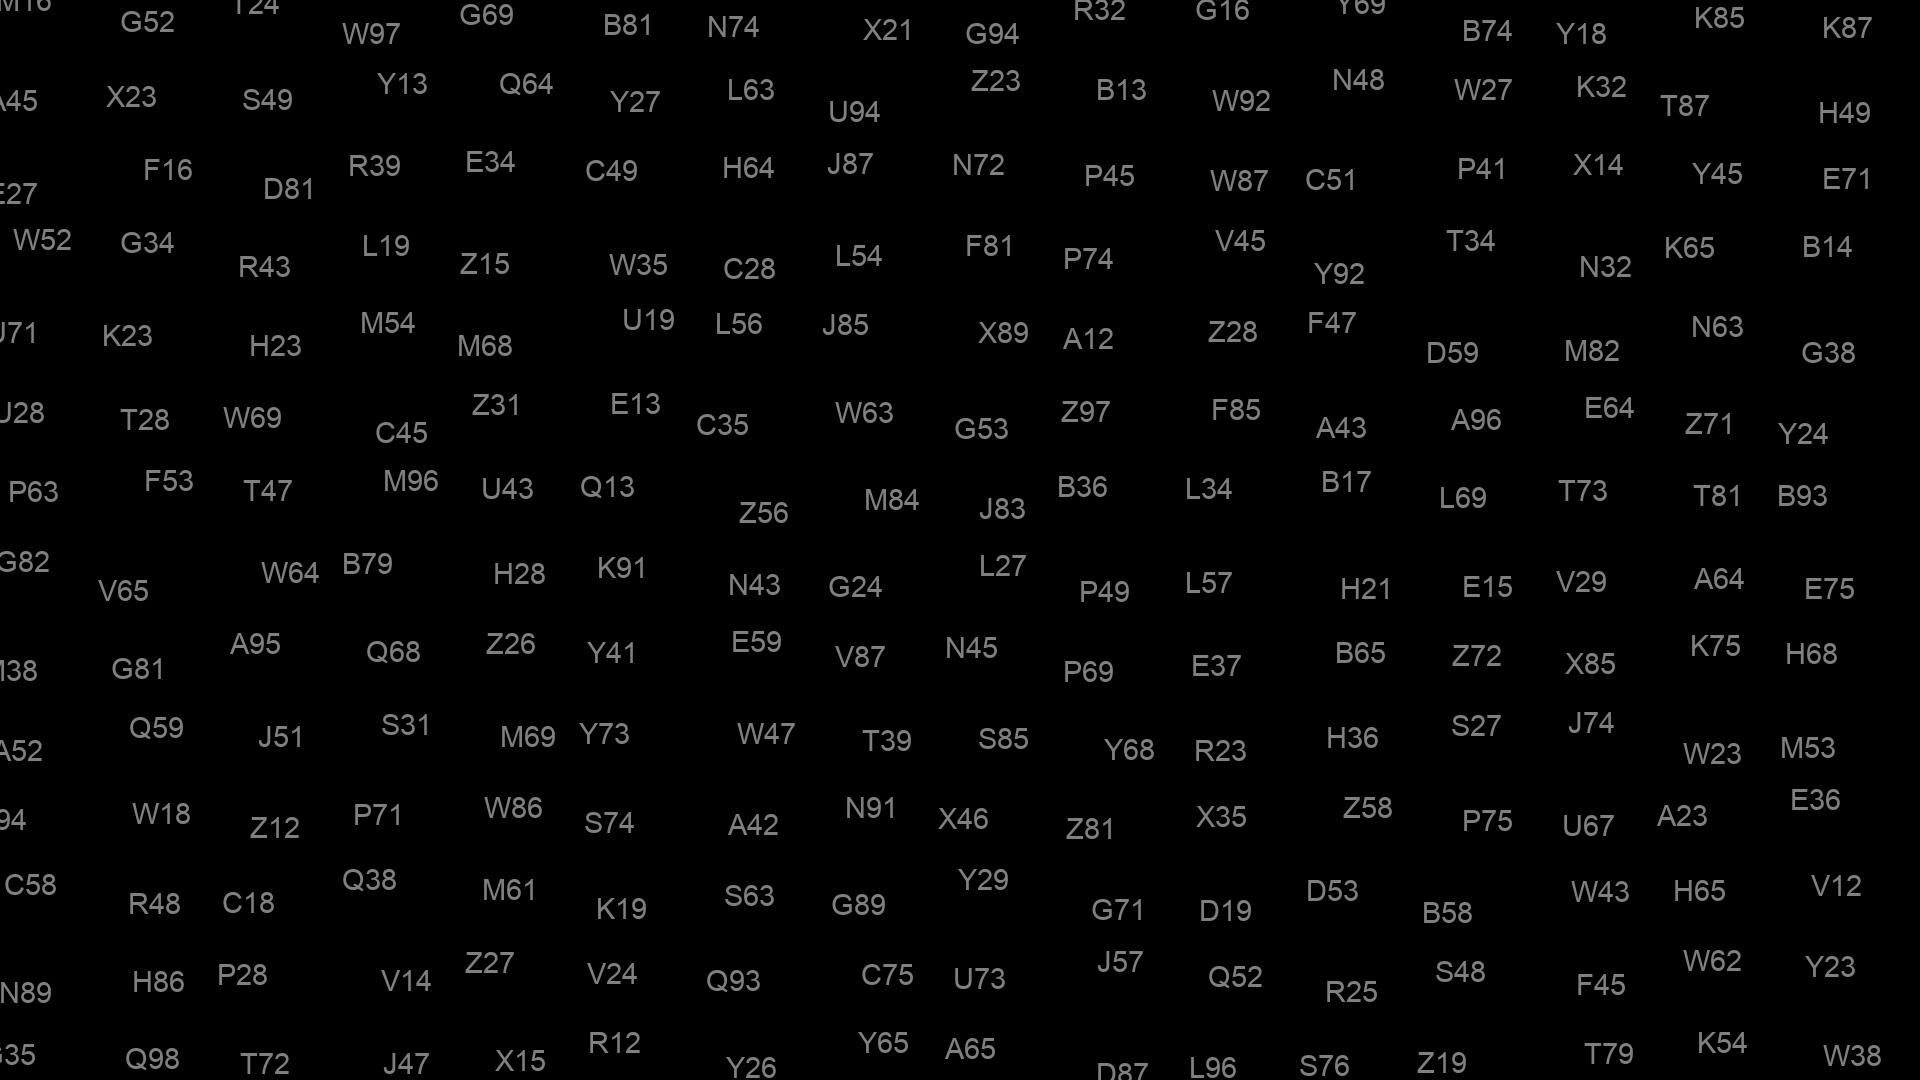 G52 T24 W97 G69 B81 N74 X21 G94 R32 G16 Y69 B74 Y18 K85 K87
A45 X23 S49 Y13 Q64 Y27 L63 U94 Z23 B13 W92 N48 W27 K32 T87 H49
E27 F16 D81 R39 E34 C49 H64 J87 N72 P45 W87 C51 P41 X14 Y45 E71
W52 G34 R43 L19 Z15 W35 C28 L54 F81 P74 V45 Y92 T34 N32 K65 B14
K23 H23 M54 M68 U19 L56 J85 X89 A12 Z28 F47 D59 M82 N63 G38
U28 T28 W69 C45 Z31 E13 C35 W63 G53 Z97 F85 A43 A96 E64 Z71 Y24
P63 F53 T47 M96 U43 Q13 Z56 M84 J83 B36 L34 B17 L69 T73 T81 B93
G82 V65 W64 B79 H28 K91 N43 G24 L27 P49 L57 H21 E15 V29 A64 E75
G81 A95 Q68 Z26 Y41 E59 V87 N45 P69 E37 B65 Z72 X85 K75 H68
A52 Q59 J51 S31 M69 Y73 W47 T39 S85 Y68 R23 H36 S27 J74 W23 M53
94 W18 Z12 P71 W86 S74 A42 N91 X46 Z81 X35 Z58 P75 U67 A23 E36
C58 R48 C18 Q38 M61 K19 S63 G89 Y29 G71 D19 D53 B58 W43 H65 V12
N89 H86 P28 V14 Z27 V24 Q93 C75 U73 J57 Q52 R25 S48 F45 W62 Y23
Q98 T72 J47 X15 R12 Y26 Y65 A65 D87 L96 S76 Z19 T79 K54 W38